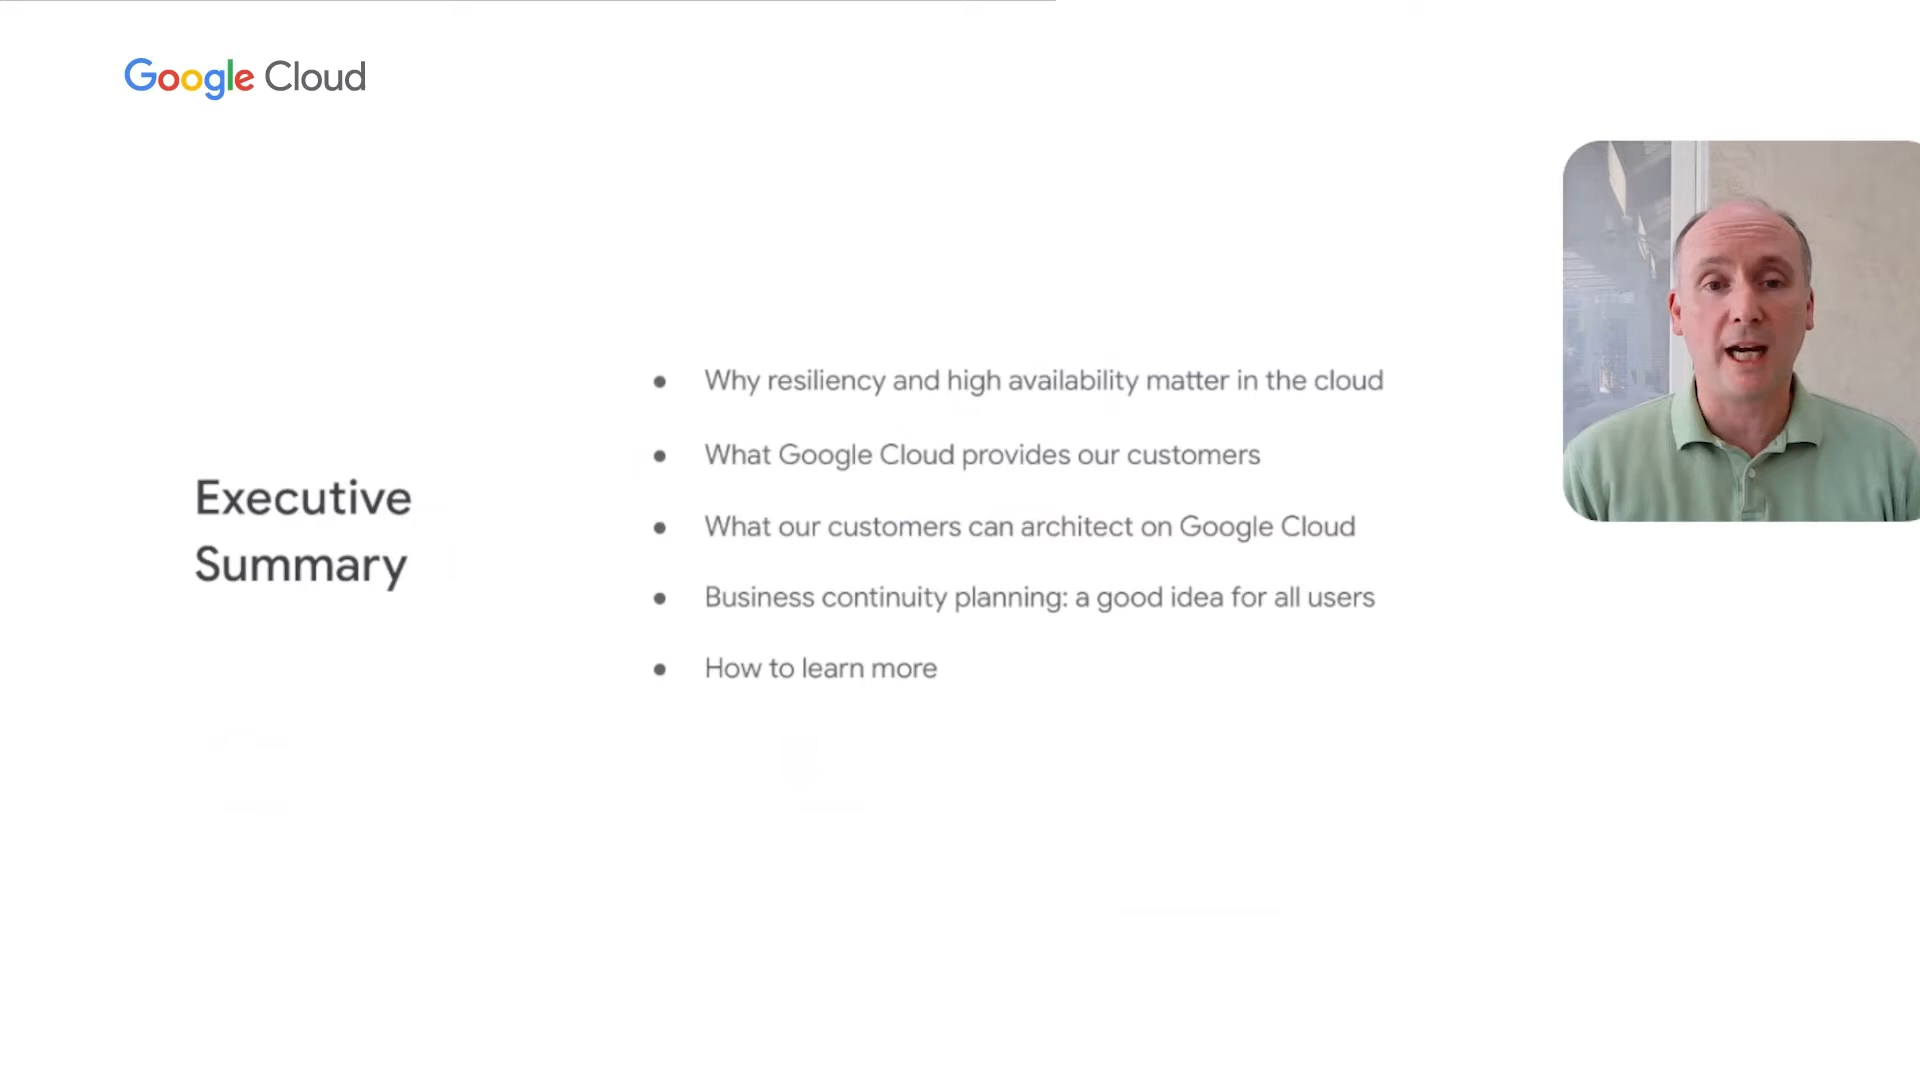 Google Cloud
Executive
Summary
• Why resiliency and high availability matter in the cloud
• What Google Cloud provides our customers
• What our customers can architect on Google Cloud
• Business continuity planning: a good idea for all users
• How to learn more